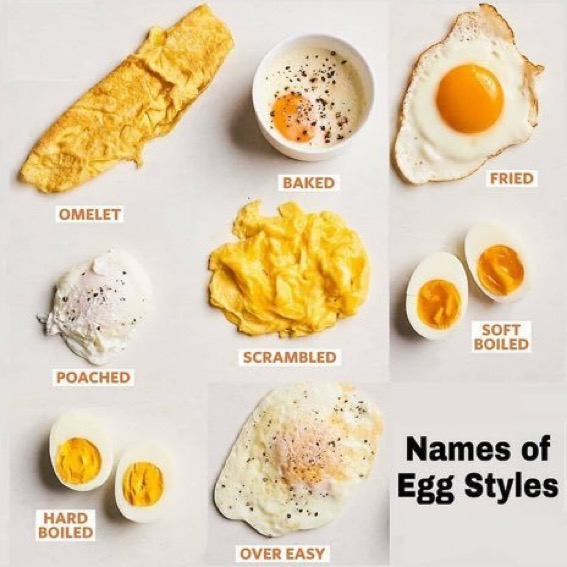 OMELET
BAKED
FRIED
POACHED
SCRAMBLED
SOFT
BOILED
HARD
BOILED
OVER EASY
Names of
Egg Styles